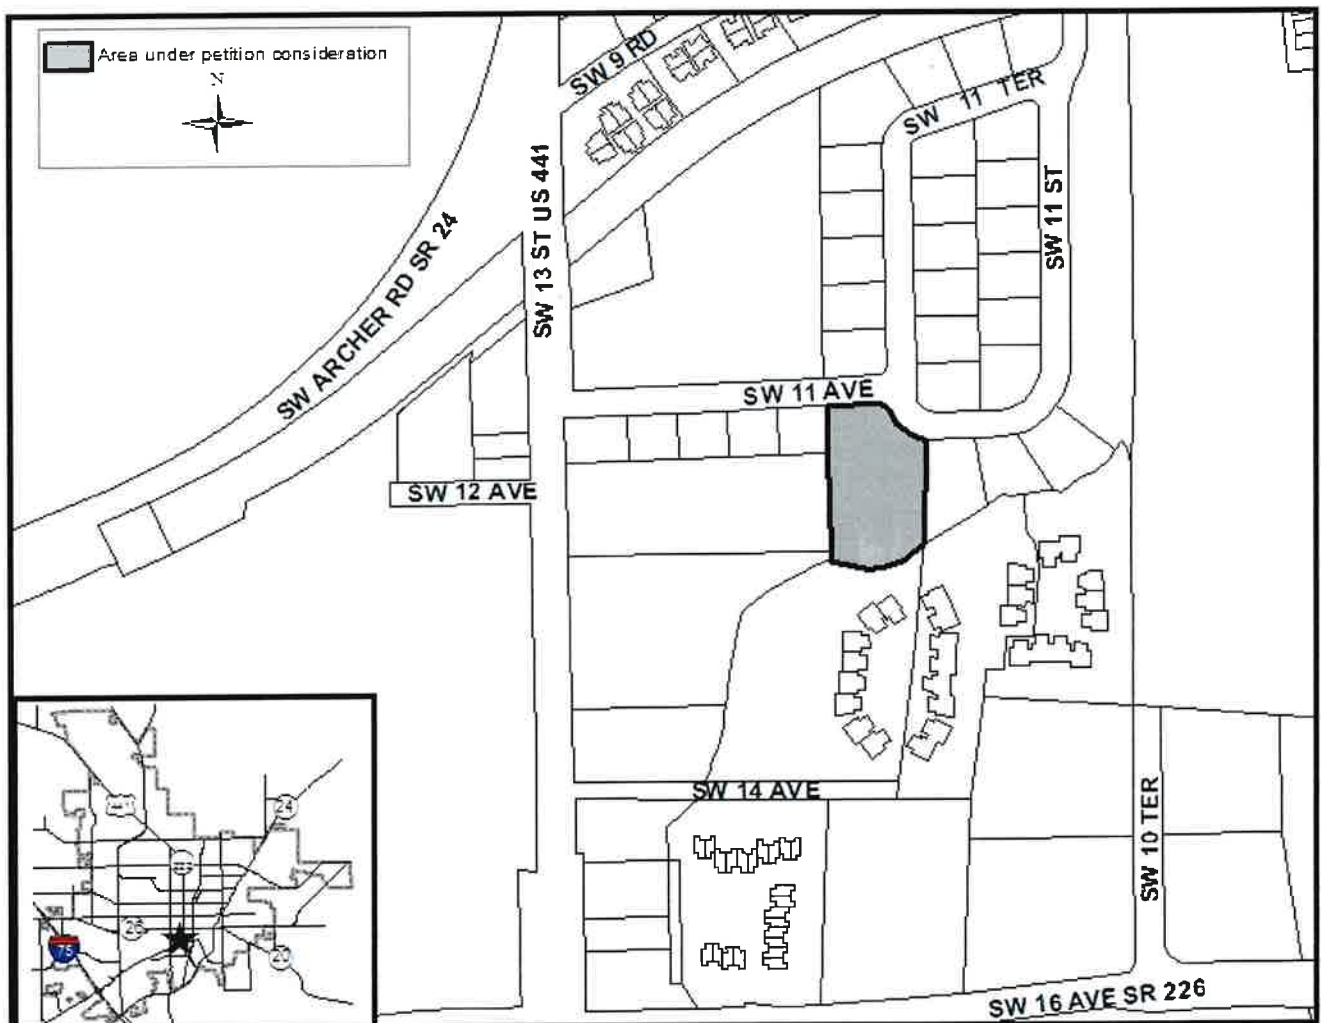 Area under petition consideration
N
SW 9 RD
SW 11 TER
SW 13 ST US 441
SW 11 ST
SW ARCHER RD SR 24
SW 11 AVE
SW 12 AVE
SW 14 AVE
SW 10 TER
SW 16 AVE SR 226
24
26
75
20